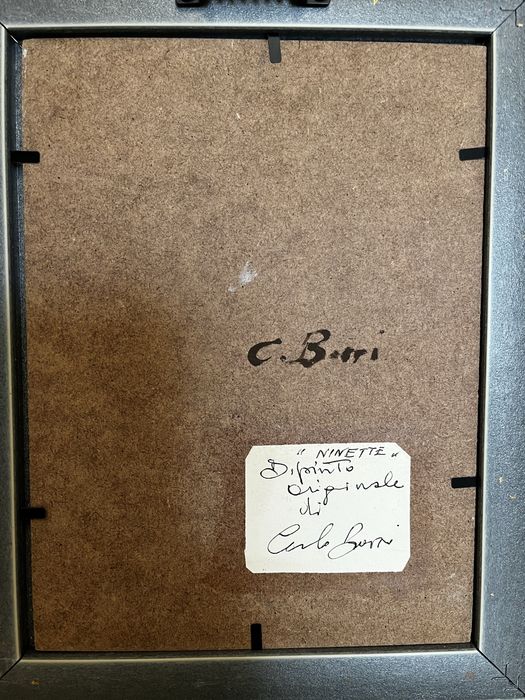 C. Borri
" NINETTE "
Dipinto
originale
di
Carlo Borri